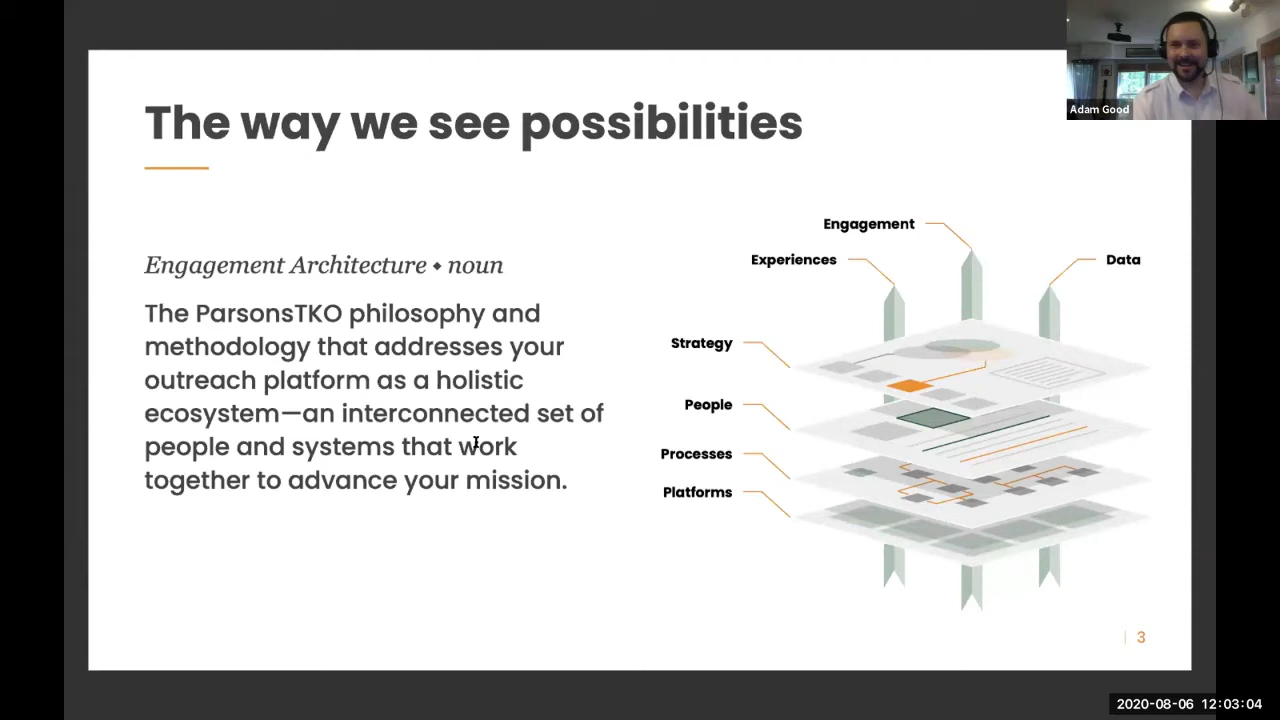 The way we see possibilities
Adam Good
Engagement Architecture • noun
The ParsonsTKO philosophy and
methodology that addresses your
outreach platform as a holistic
ecosystem—an interconnected set of
people and systems that work
together to advance your mission.
Engagement
Experiences
Data
Strategy
People
Processes
Platforms
3
2020-08-06 12:03:04